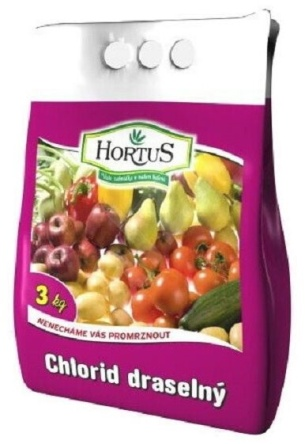 HORTUS
3 kg
NENECHÁME VÁS PROMRZNOUT
Chlorid draselný